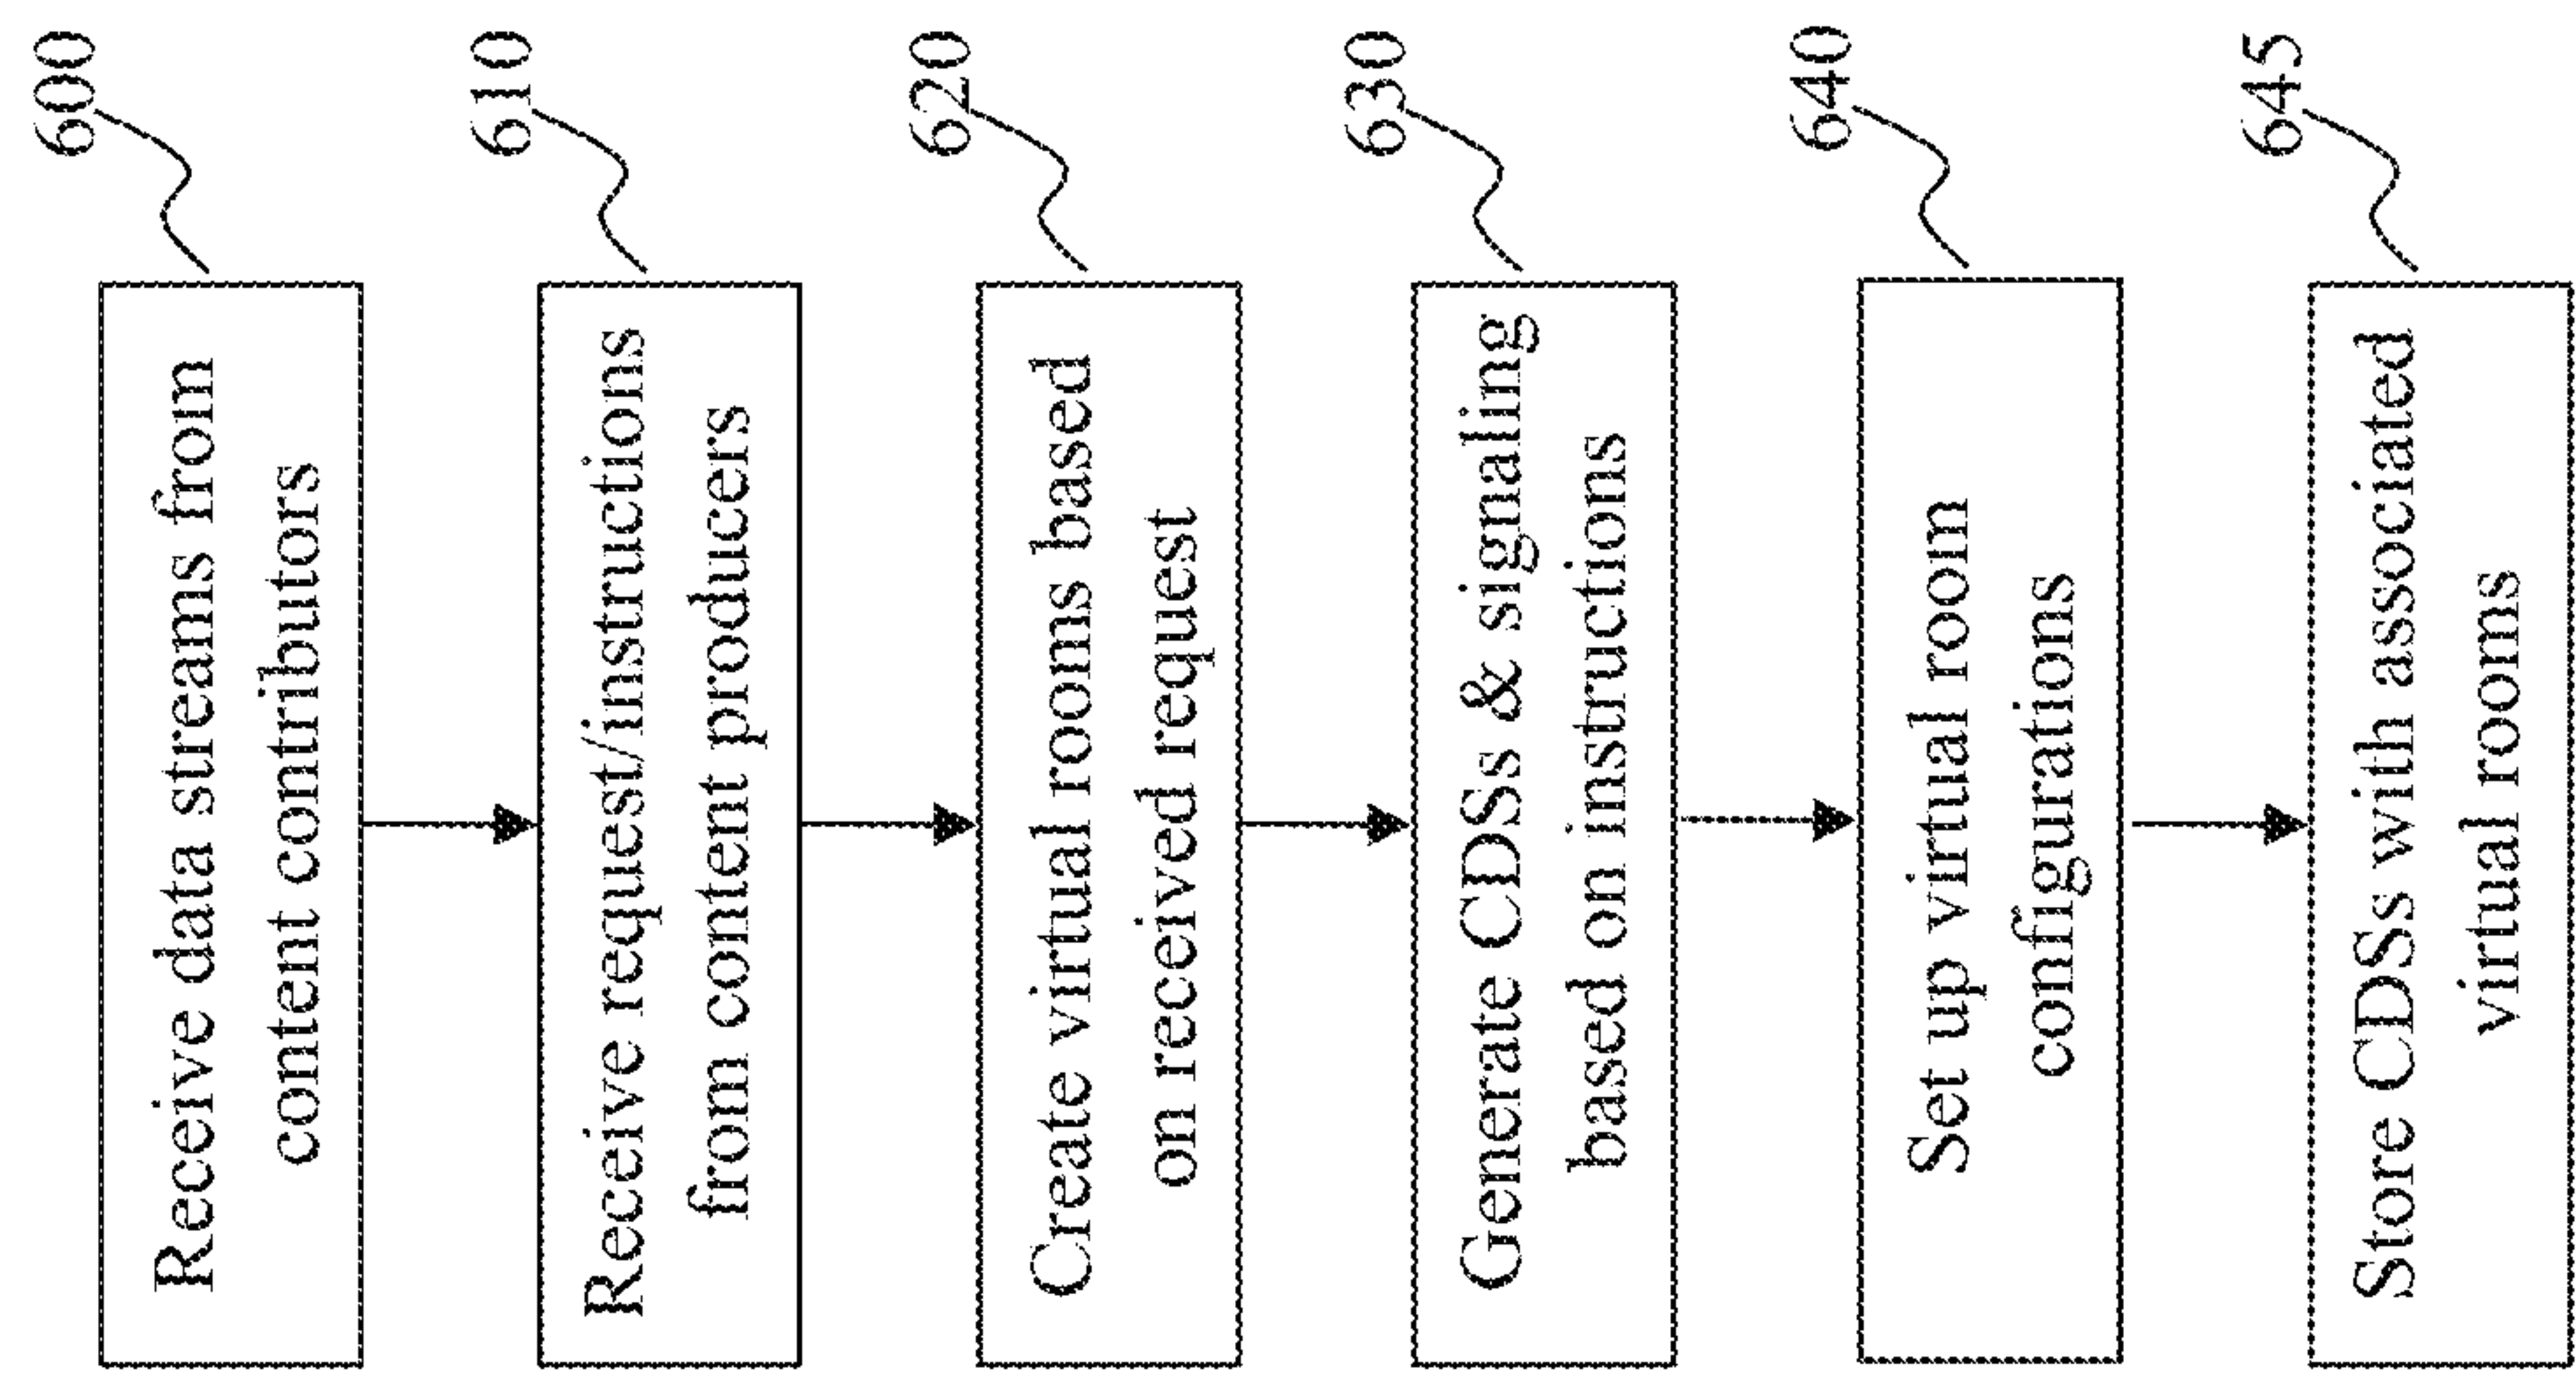 600
Receive data streams from
content contributors
610
Receive request/instructions
from content producers
620
Create virtual rooms based
on received request
630
Generate CDSs & signaling
based on instructions
640
Set up virtual room
configurations
645
Store CDSs with associated
virtual rooms